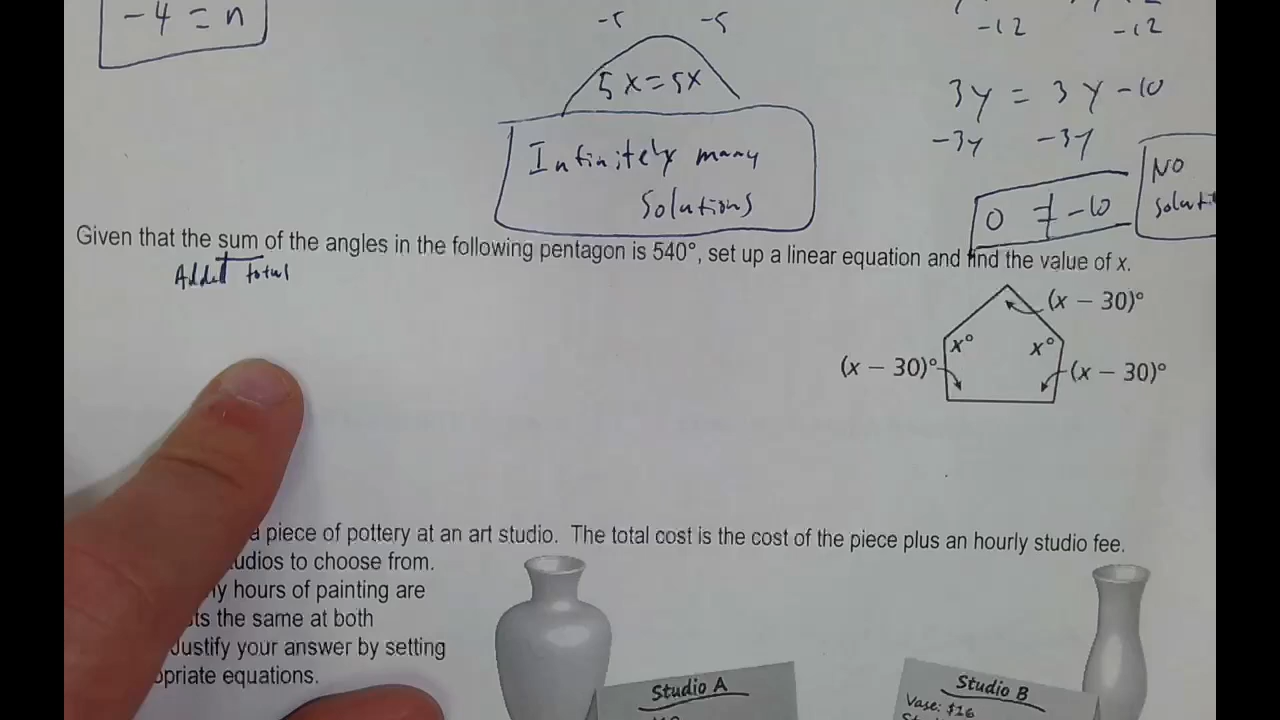 -4 = n
-5 -5
5x = 5x
Infinitely many
solutions
-12 -12
3y = 3y - 10
-3y -3y
0 ≠ -10
No
Given that the sum of the angles in the following pentagon is 540°, set up a linear equation and find the value of x.
Added total
(x − 30)°
x° x°
(x − 30)° (x − 30)°
a piece of pottery at an art studio. The total cost is the cost of the piece plus an hourly studio fee.
to choose from.
hours of painting are
the same at both
Justify your answer by setting
equations.
Studio A
Studio B
Vase: $16